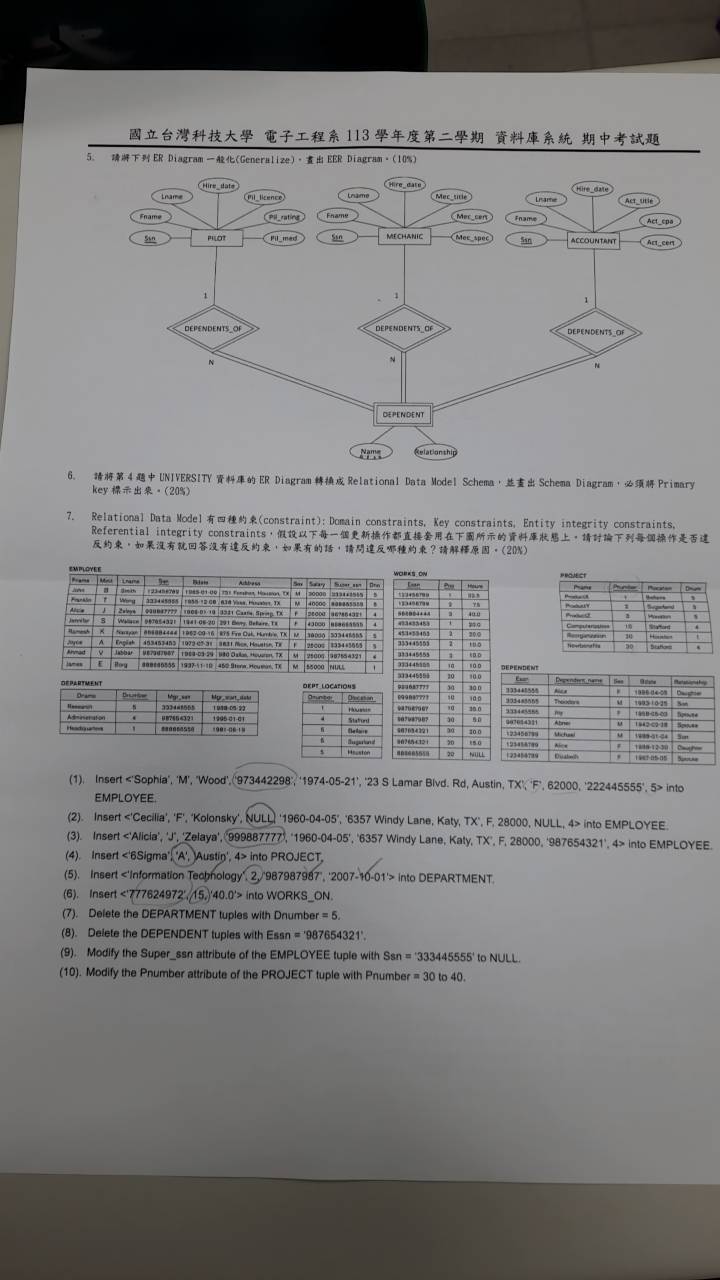 國立台灣科技大學 電子工程系 113 學年度第二學期 資料庫系統 期中考試題
5. 請將下列 ER Diagram 一般化(Generalize)，畫出 EER Diagram。(10%)
Fname Lname Hire_date Pil_licence Pil_rating
Ssn PILOT Pil_med
Fname Lname Hire_date Mec_title Mec_cert
Ssn MECHANIC Mec_spec
Fname Lname Hire_date Act_title Act_cpa
Ssn ACCOUNTANT Act_cert
1 1 1
DEPENDENTS_OF DEPENDENTS_OF DEPENDENTS_OF
N N N
DEPENDENT
Name Relationship
6. 請將第 4 題中 UNIVERSITY 資料庫的 ER Diagram 轉換成 Relational Data Model Schema，並畫出 Schema Diagram，必須將 Primary
key 標示出來。(20%)
7. Relational Data Model 有四種約束(constraint)：Domain constraints, Key constraints, Entity integrity constraints,
Referential integrity constraints，假設以下每一個更新操作都直接套用在下圖所示的資料庫狀態上。請討論下列每個操作是否違
反約束，如果沒有就回答沒有違反約束，如果有的話，請問違反哪種約束？請解釋原因。(20%)
EMPLOYEE
Fname Minit Lname Ssn Bdate Address Sex Salary Super_ssn Dno
John B Smith 123456789 1965-01-09 731 Fondren, Houston, TX M 30000 333445555 5
Franklin T Wong 333445555 1955-12-08 638 Voss, Houston, TX M 40000 888665555 5
Alicia J Zelaya 999887777 1968-01-19 3321 Castle, Spring, TX F 25000 987654321 4
Jennifer S Wallace 987654321 1941-06-20 291 Berry, Bellaire, TX F 43000 888665555 4
Ramesh K Narayan 666884444 1962-09-15 975 Fire Oak, Humble, TX M 38000 333445555 5
Joyce A English 453453453 1972-07-31 5631 Rice, Houston, TX F 25000 333445555 5
Ahmad V Jabbar 987987987 1969-03-29 980 Dallas, Houston, TX M 25000 987654321 4
James E Borg 888665555 1937-11-10 450 Stone, Houston, TX M 55000 NULL 1
DEPARTMENT
Dname Dnumber Mgr_ssn Mgr_start_date
Research 5 333445555 1988-05-22
Administration 4 987654321 1995-01-01
Headquarters 1 888665555 1981-06-19
DEPT_LOCATIONS
Dnumber Dlocation
1 Houston
4 Stafford
5 Bellaire
5 Sugarland
5 Houston
WORKS_ON
Essn Pno Hours
123456789 1 32.5
123456789 2 7.5
666884444 3 40.0
453453453 1 20.0
453453453 2 20.0
333445555 2 10.0
333445555 3 10.0
333445555 10 10.0
333445555 20 10.0
999887777 30 30.0
999887777 10 10.0
987987987 10 35.0
987987987 30 5.0
987654321 30 20.0
987654321 20 15.0
888665555 20 NULL
PROJECT
Pname Pnumber Plocation Dnum
ProductX 1 Bellaire 5
ProductY 2 Sugarland 5
ProductZ 3 Houston 5
Computerization 10 Stafford 4
Reorganization 20 Houston 1
Newbenefits 30 Stafford 4
DEPENDENT
Essn Dependent_name Sex Bdate Relationship
333445555 Alice F 1986-04-05 Daughter
333445555 Theodore M 1983-10-25 Son
333445555 Joy F 1958-05-03 Spouse
987654321 Abner M 1942-02-28 Spouse
123456789 Michael M 1988-01-04 Son
123456789 Alice F 1988-12-30 Daughter
123456789 Elizabeth F 1967-05-05 Spouse
(1). Insert <'Sophia', 'M', 'Wood', '973442298', '1974-05-21', '23 S Lamar Blvd. Rd, Austin, TX', 'F', 62000, '222445555', 5> into
EMPLOYEE.
(2). Insert <'Cecilia', 'F', 'Kolonsky', NULL, '1960-04-05', '6357 Windy Lane, Katy, TX', F, 28000, NULL, 4> into EMPLOYEE.
(3). Insert <'Alicia', 'J', 'Zelaya', '999887777', '1960-04-05', '6357 Windy Lane, Katy, TX', F, 28000, '987654321', 4> into EMPLOYEE.
(4). Insert <'6Sigma', 'A', 'Austin', 4> into PROJECT.
(5). Insert <'Information Technology', 2, '987987987', '2007-10-01'> into DEPARTMENT.
(6). Insert <'777624972', 15, '40.0'> into WORKS_ON.
(7). Delete the DEPARTMENT tuples with Dnumber = 5.
(8). Delete the DEPENDENT tuples with Essn = '987654321'.
(9). Modify the Super_ssn attribute of the EMPLOYEE tuple with Ssn = '333445555' to NULL.
(10). Modify the Pnumber attribute of the PROJECT tuple with Pnumber = 30 to 40.